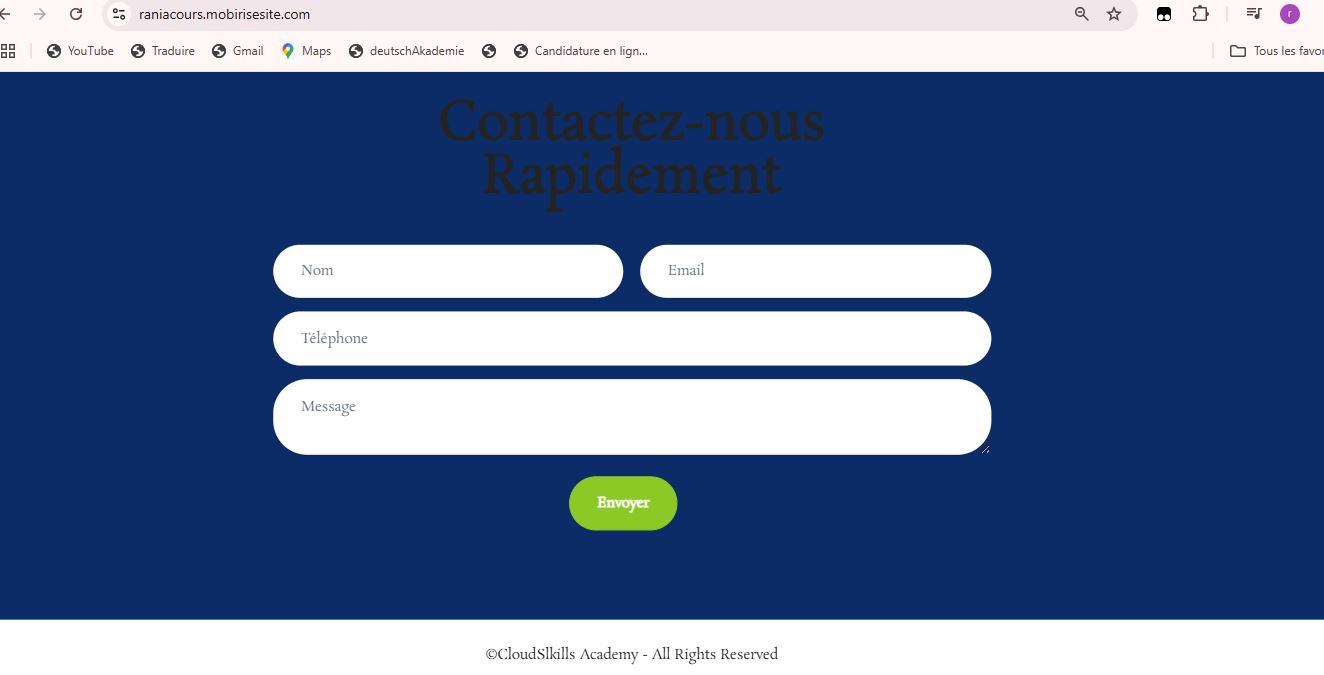 raniacours.mobirisesite.com
r
YouTube Traduire Gmail Maps deutschAkademie Candidature en lign... Tous les favor
Contactez-nous
Rapidement
Nom Email
Téléphone
Message
Envoyer
©CloudSlkills Academy - All Rights Reserved